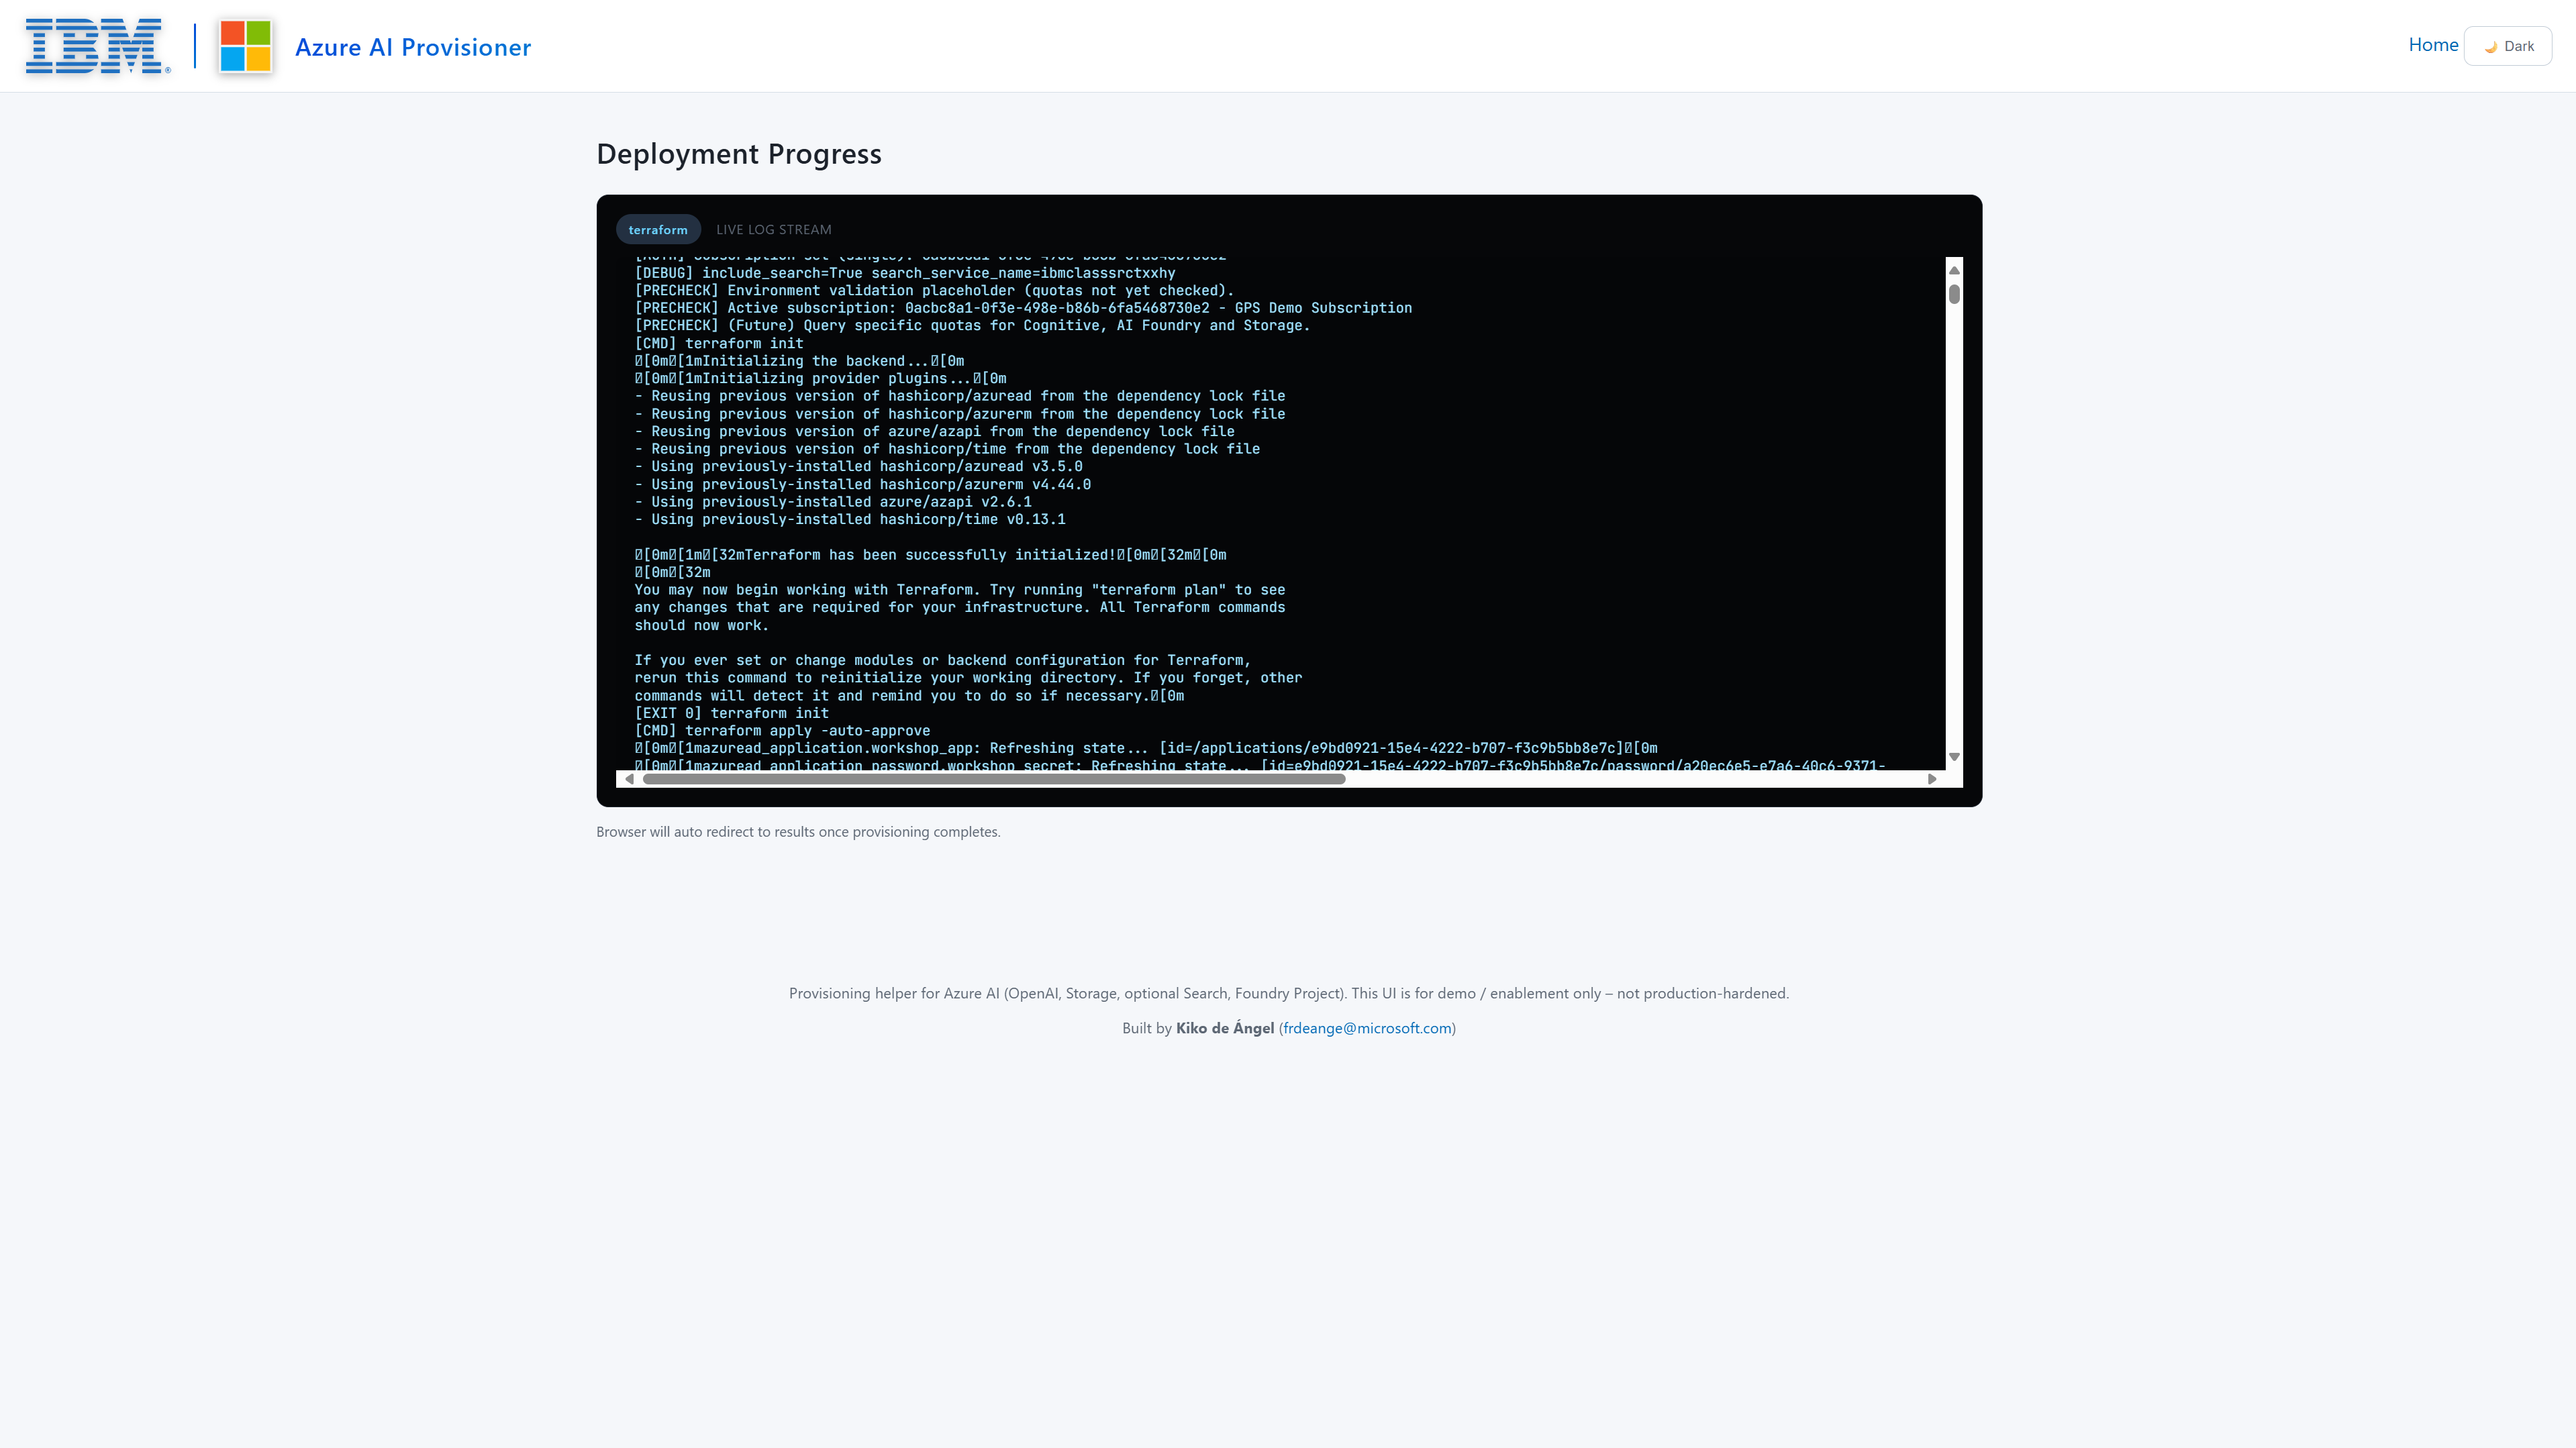 IBM®
Azure AI Provisioner
Home
Dark
Deployment Progress
terraform
LIVE LOG STREAM
[DEBUG] include_search=True search_service_name=ibmclasssrctxxhy
[PRECHECK] Environment validation placeholder (quotas not yet checked).
[PRECHECK] Active subscription: 0acbc8a1-0f3e-498e-b86b-6fa5468730e2 - GPS Demo Subscription
[PRECHECK] (Future) Query specific quotas for Cognitive, AI Foundry and Storage.
[CMD] terraform init
[0m[1mInitializing the backend...[0m
[0m[1mInitializing provider plugins...[0m
- Reusing previous version of hashicorp/azuread from the dependency lock file
- Reusing previous version of hashicorp/azurerm from the dependency lock file
- Reusing previous version of azure/azapi from the dependency lock file
- Reusing previous version of hashicorp/time from the dependency lock file
- Using previously-installed hashicorp/azuread v3.5.0
- Using previously-installed hashicorp/azurerm v4.44.0
- Using previously-installed azure/azapi v2.6.1
- Using previously-installed hashicorp/time v0.13.1
[0m[1m[32mTerraform has been successfully initialized![0m[32m[0m
[0m[32m
You may now begin working with Terraform. Try running "terraform plan" to see
any changes that are required for your infrastructure. All Terraform commands
should now work.
If you ever set or change modules or backend configuration for Terraform,
rerun this command to reinitialize your working directory. If you forget, other
commands will detect it and remind you to do so if necessary.[0m
[EXIT 0] terraform init
[CMD] terraform apply -auto-approve
[0m[1mazuread_application.workshop_app: Refreshing state... [id=/applications/e9bd0921-15e4-4222-b707-f3c9b5bb8e7c][0m
[0m[1mazuread_application_password.workshop_secret: Refreshing state... [id=e9bd0921-15e4-4222-b707-f3c9b5bb8e7c/password/a20ec6e5-e7a6-40c6-9371-
Browser will auto redirect to results once provisioning completes.
Provisioning helper for Azure AI (OpenAI, Storage, optional Search, Foundry Project). This UI is for demo / enablement only – not production-hardened.
Built by Kiko de Ángel (frdeange@microsoft.com)